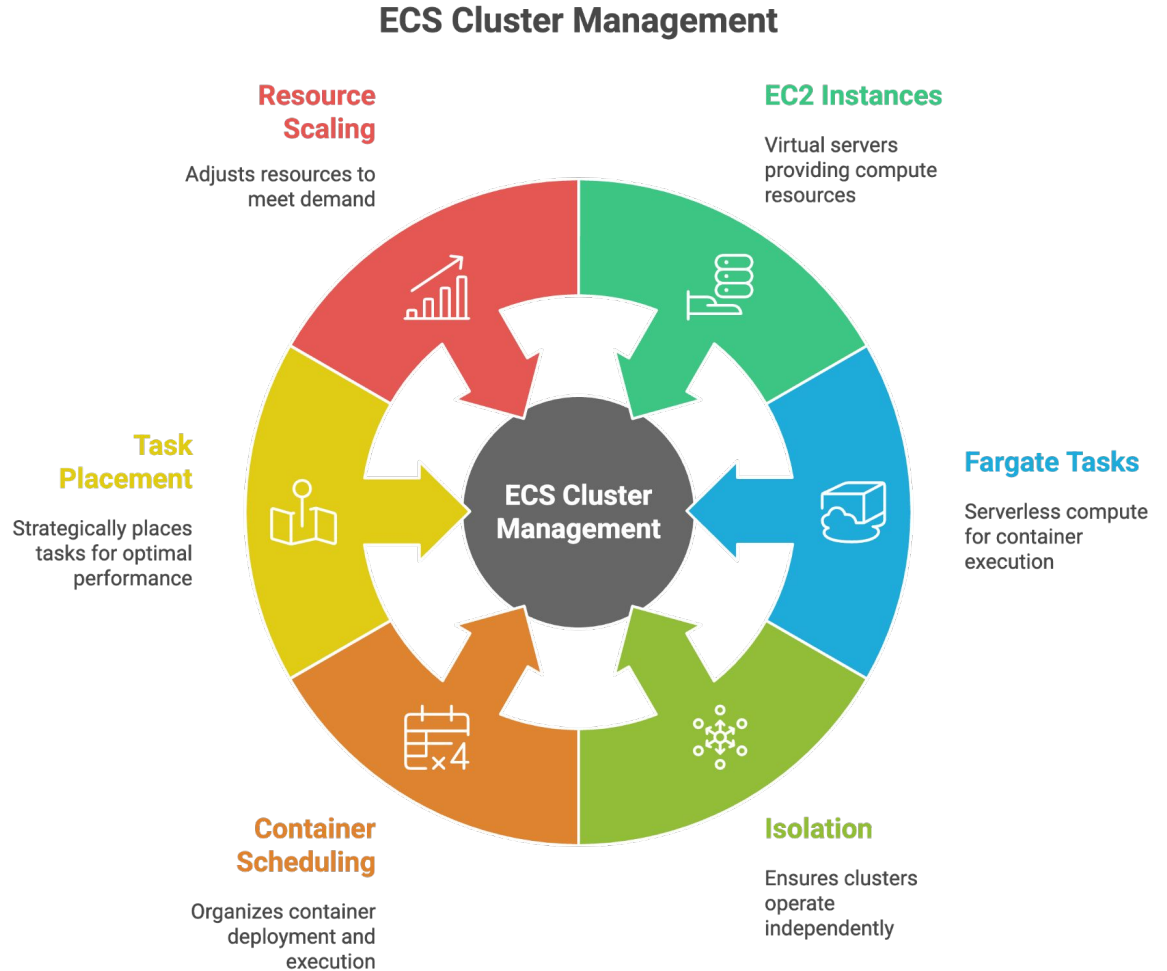 ECS Cluster Management
Resource
Scaling
Adjusts resources to
meet demand
EC2 Instances
Virtual servers
providing compute
resources
Task
Placement
Strategically places
tasks for optimal
performance
ECS Cluster
Management
Fargate Tasks
Serverless compute
for container
execution
×4
Container
Scheduling
Organizes container
deployment and
execution
Isolation
Ensures clusters
operate
independently